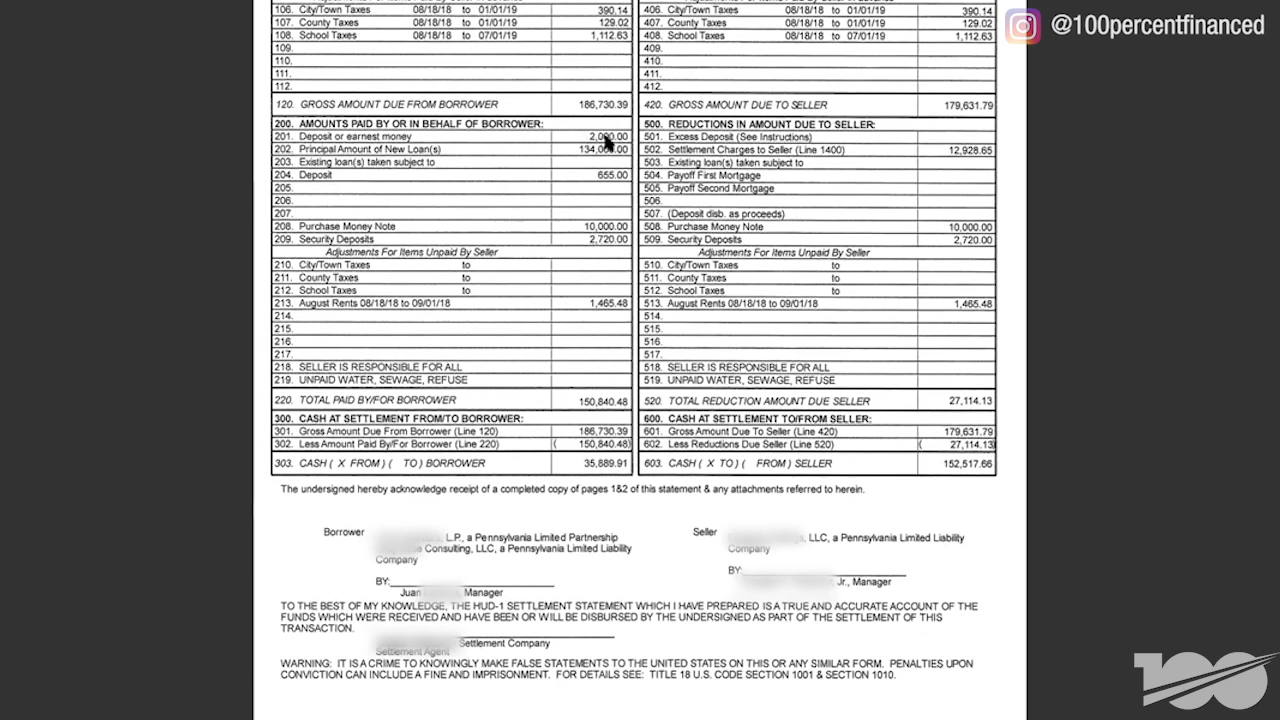 @100percentfinanced
106. City/Town Taxes 08/18/18 to 01/01/19 390.14
107. County Taxes 08/18/18 to 01/01/19 129.02
108. School Taxes 08/18/18 to 07/01/19 1,112.63
109.
110.
111.
112.
120. GROSS AMOUNT DUE FROM BORROWER 186,730.39
200. AMOUNTS PAID BY OR IN BEHALF OF BORROWER:
201. Deposit or earnest money 2,000.00
202. Principal Amount of New Loan(s) 134,000.00
203. Existing loan(s) taken subject to
204. Deposit 655.00
205.
206.
207.
208. Purchase Money Note 10,000.00
209. Security Deposits 2,720.00
Adjustments For Items Unpaid By Seller
210. City/Town Taxes to
211. County Taxes to
212. School Taxes to
213. August Rents 08/18/18 to 09/01/18 1,465.48
214.
215.
216.
217.
218. SELLER IS RESPONSIBLE FOR ALL
219. UNPAID WATER, SEWAGE, REFUSE
220. TOTAL PAID BY/FOR BORROWER 150,840.48
300. CASH AT SETTLEMENT FROM/TO BORROWER:
301. Gross Amount Due From Borrower (Line 120) 186,730.39
302. Less Amount Paid By/For Borrower (Line 220) ( 150,840.48)
303. CASH ( X FROM ) ( TO ) BORROWER 35,889.91
406. City/Town Taxes 08/18/18 to 01/01/19 390.14
407. County Taxes 08/18/18 to 01/01/19 129.02
408. School Taxes 08/18/18 to 07/01/19 1,112.63
409.
410.
411.
412.
420. GROSS AMOUNT DUE TO SELLER 179,631.79
500. REDUCTIONS IN AMOUNT DUE TO SELLER:
501. Excess Deposit (See Instructions)
502. Settlement Charges to Seller (Line 1400) 12,928.65
503. Existing loan(s) taken subject to
504. Payoff First Mortgage
505. Payoff Second Mortgage
506.
507. (Deposit disb. as proceeds)
508. Purchase Money Note 10,000.00
509. Security Deposits 2,720.00
Adjustments For Items Unpaid By Seller
510. City/Town Taxes to
511. County Taxes to
512. School Taxes to
513. August Rents 08/18/18 to 09/01/18 1,465.48
514.
515.
516.
517.
518. SELLER IS RESPONSIBLE FOR ALL
519. UNPAID WATER, SEWAGE, REFUSE
520. TOTAL REDUCTION AMOUNT DUE SELLER 27,114.13
600. CASH AT SETTLEMENT TO/FROM SELLER:
601. Gross Amount Due To Seller (Line 420) 179,631.79
602. Less Reductions Due Seller (Line 520) ( 27,114.13)
603. CASH ( X TO ) ( FROM ) SELLER 152,517.66
The undersigned hereby acknowledge receipt of a completed copy of pages 1&2 of this statement & any attachments referred to herein.
Borrower
L.P., a Pennsylvania Limited Partnership
Consulting, LLC, a Pennsylvania Limited Liability
Company
BY:
Juan , Manager
Seller
, LLC, a Pennsylvania Limited Liability
Company
BY:
Jr., Manager
TO THE BEST OF MY KNOWLEDGE, THE HUD-1 SETTLEMENT STATEMENT WHICH I HAVE PREPARED IS A TRUE AND ACCURATE ACCOUNT OF THE
FUNDS WHICH WERE RECEIVED AND HAVE BEEN OR WILL BE DISBURSED BY THE UNDERSIGNED AS PART OF THE SETTLEMENT OF THIS
TRANSACTION.
Settlement Company
Settlement Agent
WARNING: IT IS A CRIME TO KNOWINGLY MAKE FALSE STATEMENTS TO THE UNITED STATES ON THIS OR ANY SIMILAR FORM. PENALTIES UPON
CONVICTION CAN INCLUDE A FINE AND IMPRISONMENT. FOR DETAILS SEE: TITLE 18 U.S. CODE SECTION 1001 & SECTION 1010.
100